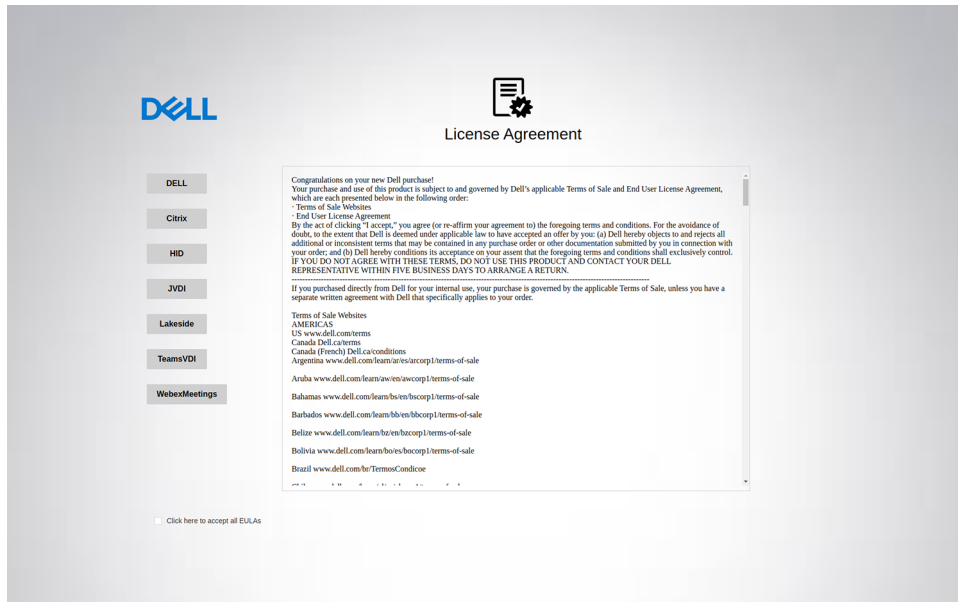 DELL
License Agreement
DELL
Citrix
HID
JVDI
Lakeside
TeamsVDI
WebexMeetings
Congratulations on your new Dell purchase!
Your purchase and use of this product is subject to and governed by Dell's applicable Terms of Sale and End User License Agreement,
which are each presented below in the following order:
· Terms of Sale Websites
· End User License Agreement
By the act of clicking “I accept,” you agree (or re-affirm your agreement to) the foregoing terms and conditions. For the avoidance of
doubt, to the extent that Dell is deemed under applicable law to have accepted an offer by you: (a) Dell hereby objects to and rejects all
additional or inconsistent terms that may be contained in any purchase order or other documentation submitted by you in connection with
your order; and (b) Dell hereby conditions its acceptance on your assent that the foregoing terms and conditions shall exclusively control.
IF YOU DO NOT AGREE WITH THESE TERMS, DO NOT USE THIS PRODUCT AND CONTACT YOUR DELL
REPRESENTATIVE WITHIN FIVE BUSINESS DAYS TO ARRANGE A RETURN.
--------------------------------------------------------------------------------------------------------------------------------------
If you purchased directly from Dell for your internal use, your purchase is governed by the applicable Terms of Sale, unless you have a
separate written agreement with Dell that specifically applies to your order.
Terms of Sale Websites
AMERICAS
US www.dell.com/terms
Canada Dell.ca/terms
Canada (French) Dell.ca/conditions
Argentina www.dell.com/learn/ar/es/arcorp1/terms-of-sale
Aruba www.dell.com/learn/aw/en/awcorp1/terms-of-sale
Bahamas www.dell.com/learn/bs/en/bscorp1/terms-of-sale
Barbados www.dell.com/learn/bb/en/bbcorp1/terms-of-sale
Belize www.dell.com/learn/bz/en/bzcorp1/terms-of-sale
Bolivia www.dell.com/learn/bo/es/bocorp1/terms-of-sale
Brazil www.dell.com/br/TermosCondicoe
Click here to accept all EULAs